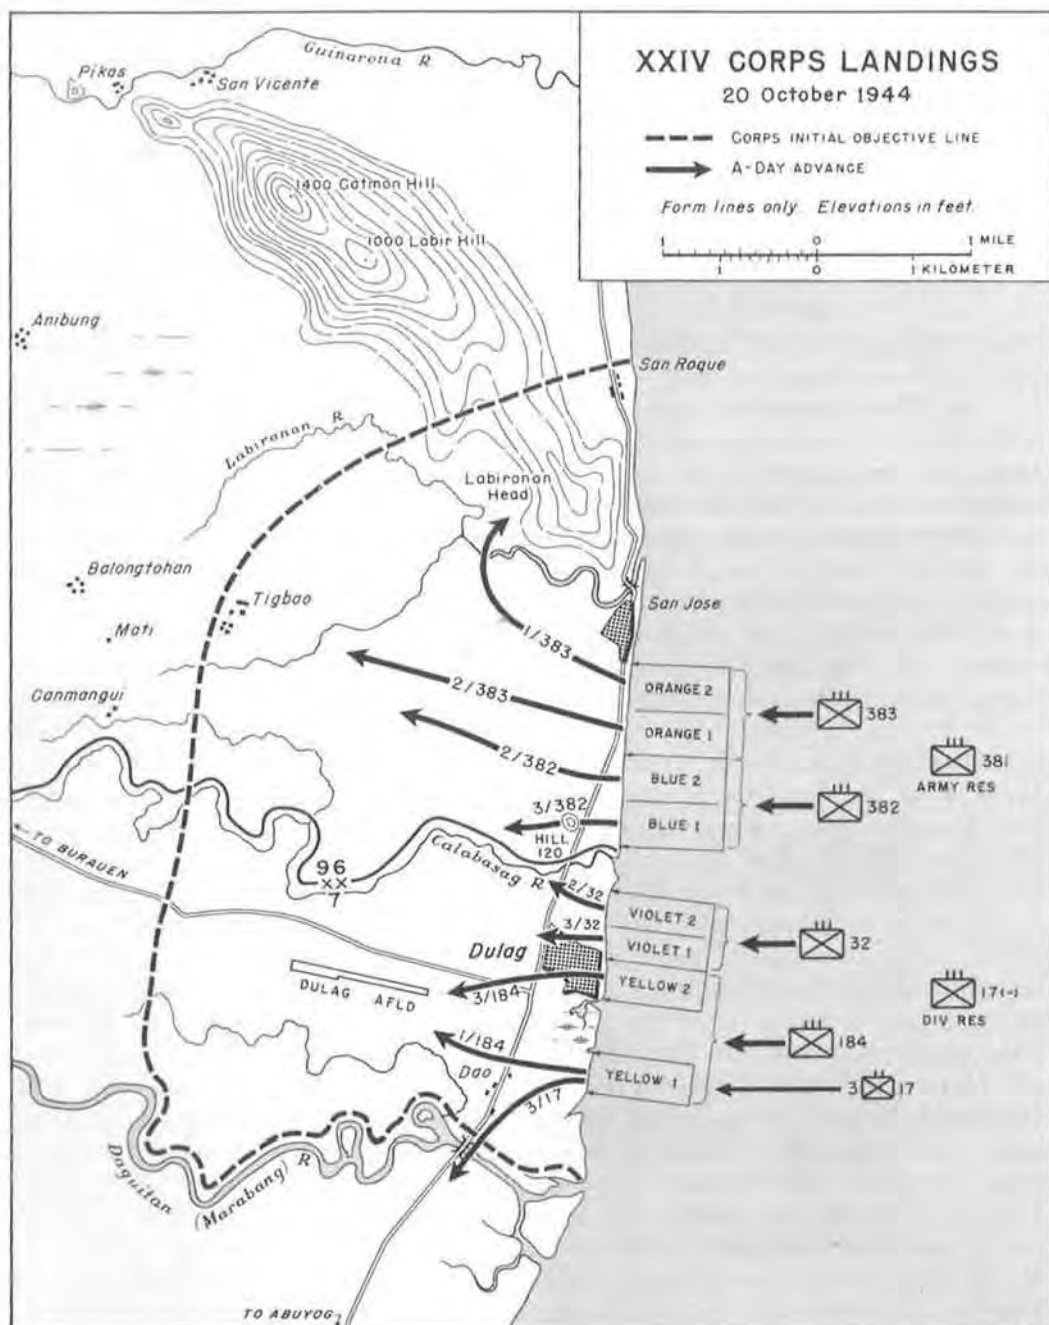 XXIV CORPS LANDINGS
20 October 1944
CORPS INITIAL OBJECTIVE LINE
A-DAY ADVANCE
Form lines only. Elevations in feet.
1 0 1 MILE
1 0 1 KILOMETER
Guinarona R
Pikas
San Vicente
1400 Catmon Hill
1000 Labir Hill
Anibung
San Roque
Labiranan R
Labiranan
Head
Balongtohan
Tigbao
San Jose
Mati
1/383
2/383
ORANGE 2
383
Canmangui
ORANGE 1
2/382
BLUE 2
381
ARMY RES
3/382
BLUE 1
382
HILL
120
TO BURAUEN
96
XX
7
Calabasag R
2/32
VIOLET 2
3/32
VIOLET 1
32
Dulag
YELLOW 2
DULAG AFLD
3/184
17(-)
DIV RES
1/184
184
Dao
YELLOW 1
3/17
3 17
Daguitan
(Marabang) R
TO ABUYOG